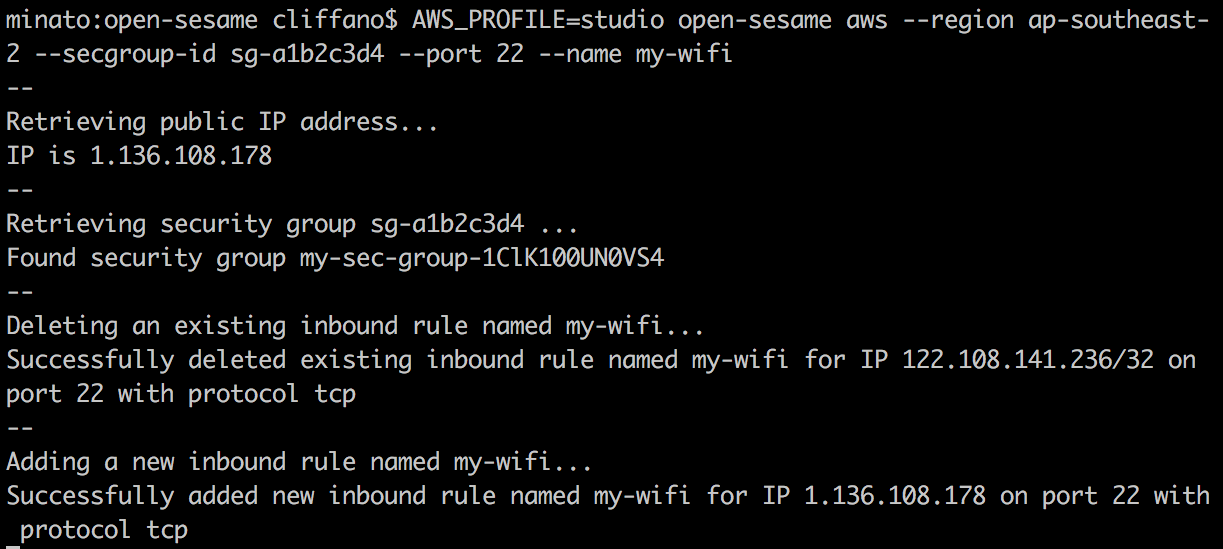 minato:open-sesame cliffano$ AWS_PROFILE=studio open-sesame aws --region ap-southeast-
2 --secgroup-id sg-a1b2c3d4 --port 22 --name my-wifi
--
Retrieving public IP address...
IP is 1.136.108.178
--
Retrieving security group sg-a1b2c3d4 ...
Found security group my-sec-group-1ClK100UN0VS4
--
Deleting an existing inbound rule named my-wifi...
Successfully deleted existing inbound rule named my-wifi for IP 122.108.141.236/32 on
port 22 with protocol tcp
--
Adding a new inbound rule named my-wifi...
Successfully added new inbound rule named my-wifi for IP 1.136.108.178 on port 22 with
 protocol tcp